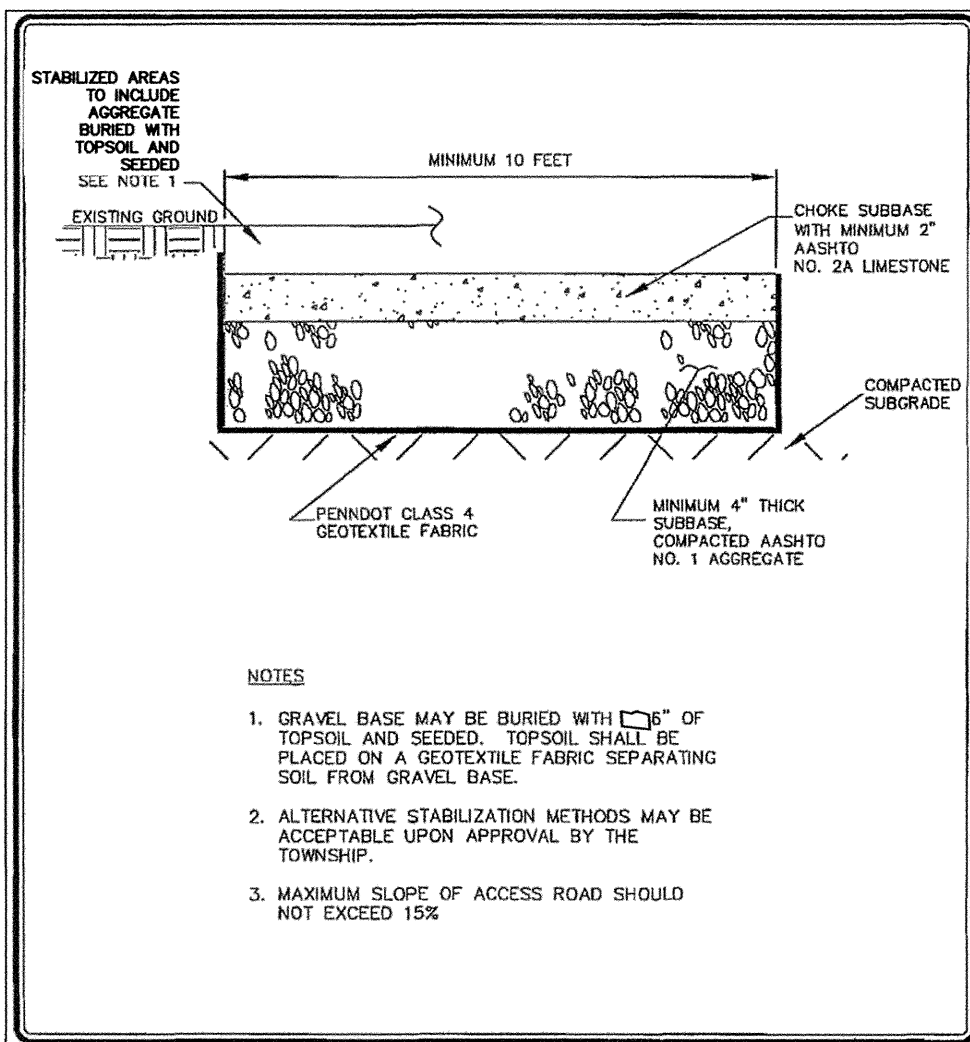 STABILIZED AREAS
TO INCLUDE
AGGREGATE
BURIED WITH
TOPSOIL AND
SEEDED
SEE NOTE 1
EXISTING GROUND
MINIMUM 10 FEET
CHOKE SUBBASE
WITH MINIMUM 2"
AASHTO
NO. 2A LIMESTONE
COMPACTED
SUBGRADE
PENNDOT CLASS 4
GEOTEXTILE FABRIC
MINIMUM 4" THICK
SUBBASE,
COMPACTED AASHTO
NO. 1 AGGREGATE
NOTES
1. GRAVEL BASE MAY BE BURIED WITH 6" OF
TOPSOIL AND SEEDED. TOPSOIL SHALL BE
PLACED ON A GEOTEXTILE FABRIC SEPARATING
SOIL FROM GRAVEL BASE.
2. ALTERNATIVE STABILIZATION METHODS MAY BE
ACCEPTABLE UPON APPROVAL BY THE
TOWNSHIP.
3. MAXIMUM SLOPE OF ACCESS ROAD SHOULD
NOT EXCEED 15%